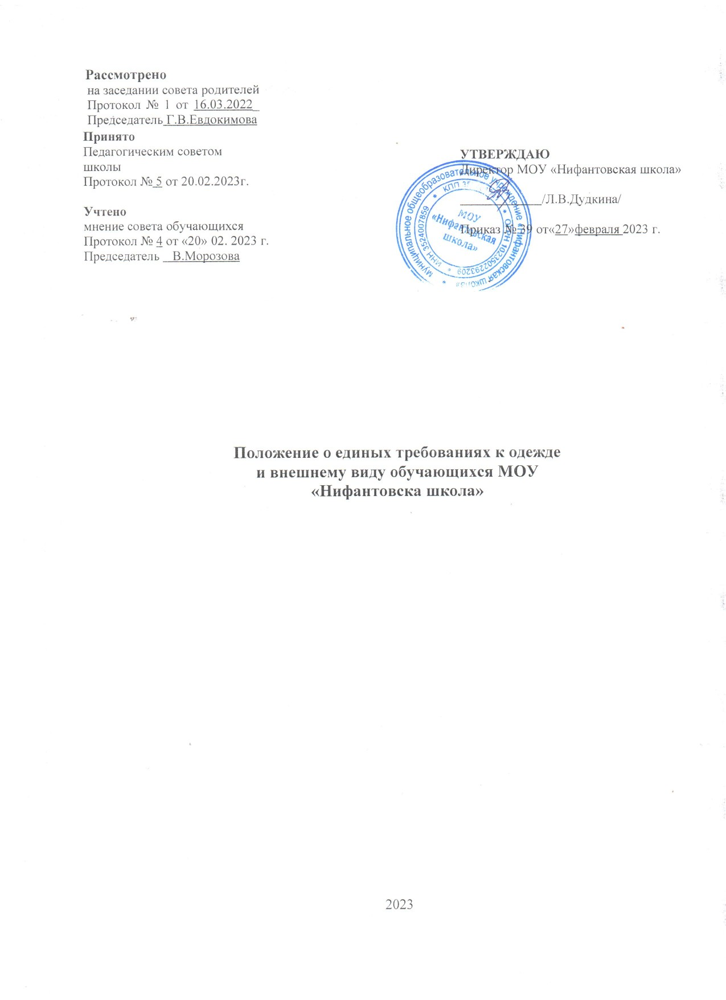 Рассмотрено
на заседании совета родителей
Протокол № 1 от 16.03.2022_
Председатель Г.В.Евдокимова
Принято
Педагогическим советом
школы
Протокол № 5 от 20.02.2023г.
Учтено
мнение совета обучающихся
Протокол № 4 от «20» 02. 2023 г.
Председатель __В.Морозова
УТВЕРЖДАЮ
Директор МОУ «Нифантовская школа»
_____________/Л.В.Дудкина/
Приказ № 39 от«27»февраля 2023 г.
муниципальное общеобразовательное учреждение «Нифантовская школа»
ИНН 3524007859 * КПП * ОГРН 1023502293209 *
МОУ
«Нифантовская
школа»
Положение о единых требованиях к одежде
и внешнему виду обучающихся МОУ
«Нифантовска школа»
2023